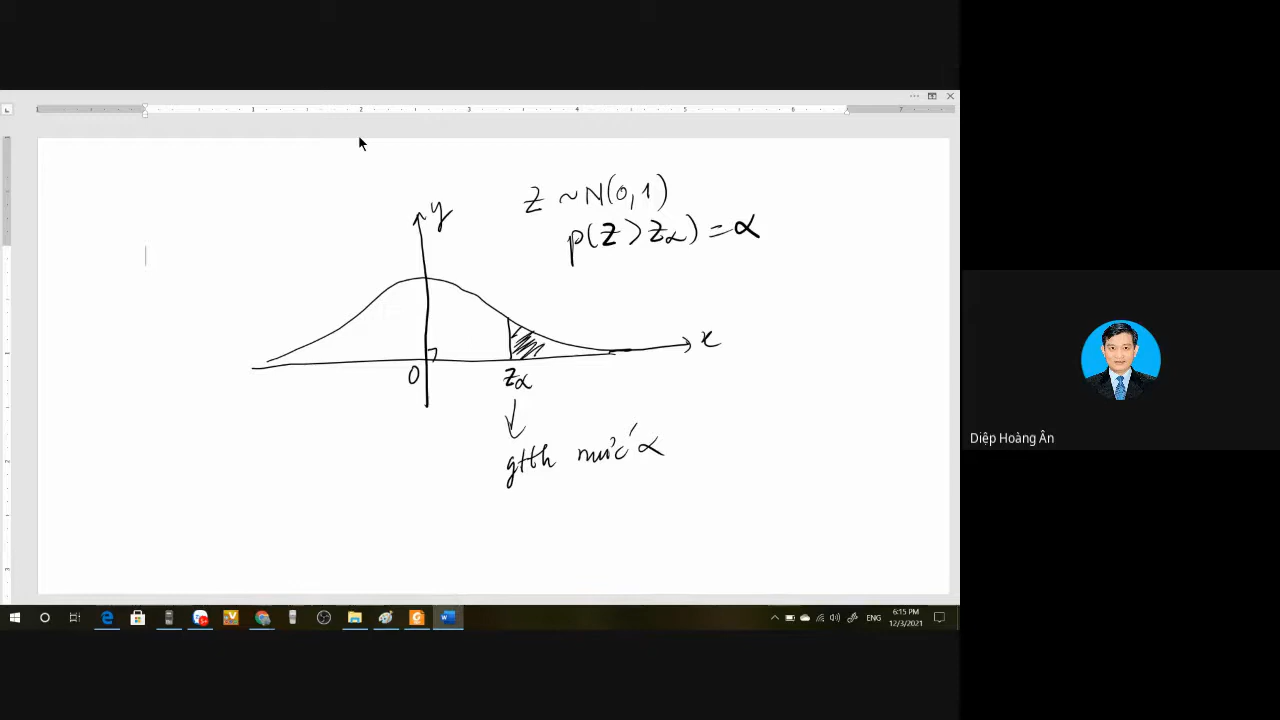 Z ~ N(0,1)
P(Z > Zα) = α
y
x
0
Zα
gtth mức α
Diệp Hoàng Ân
ENG
6:15 PM
12/3/2021